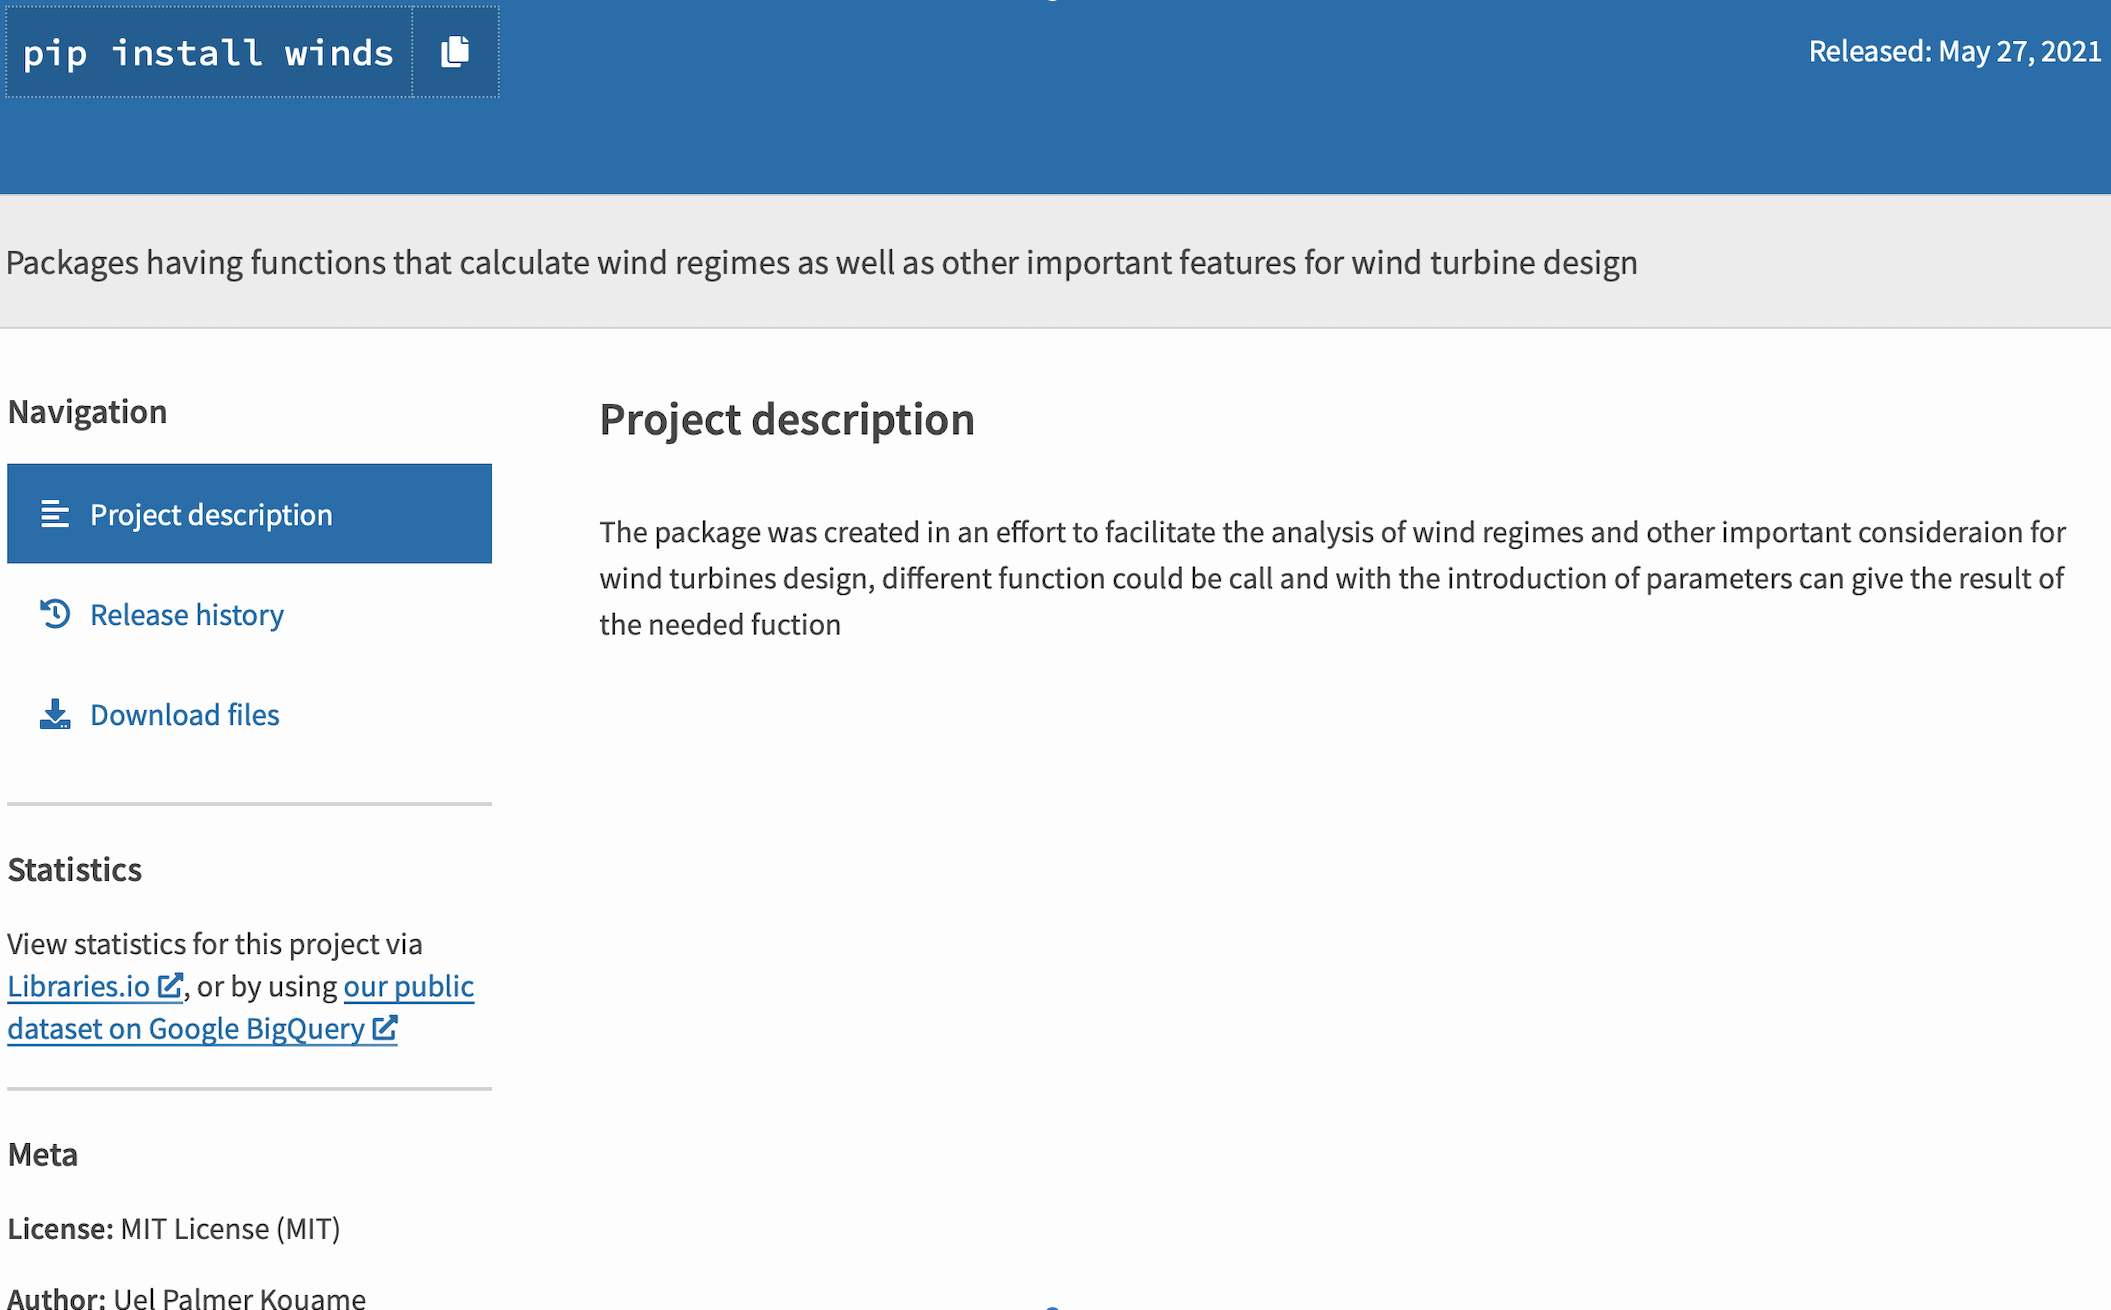 pip install winds
Released: May 27, 2021
Packages having functions that calculate wind regimes as well as other important features for wind turbine design
Navigation
Project description
Release history
Download files
Statistics
View statistics for this project via
Libraries.io, or by using our public
dataset on Google BigQuery
Meta
License: MIT License (MIT)
Author: Uel Palmer Kouame
Project description
The package was created in an effort to facilitate the analysis of wind regimes and other important consideraion for
wind turbines design, different function could be call and with the introduction of parameters can give the result of
the needed fuction